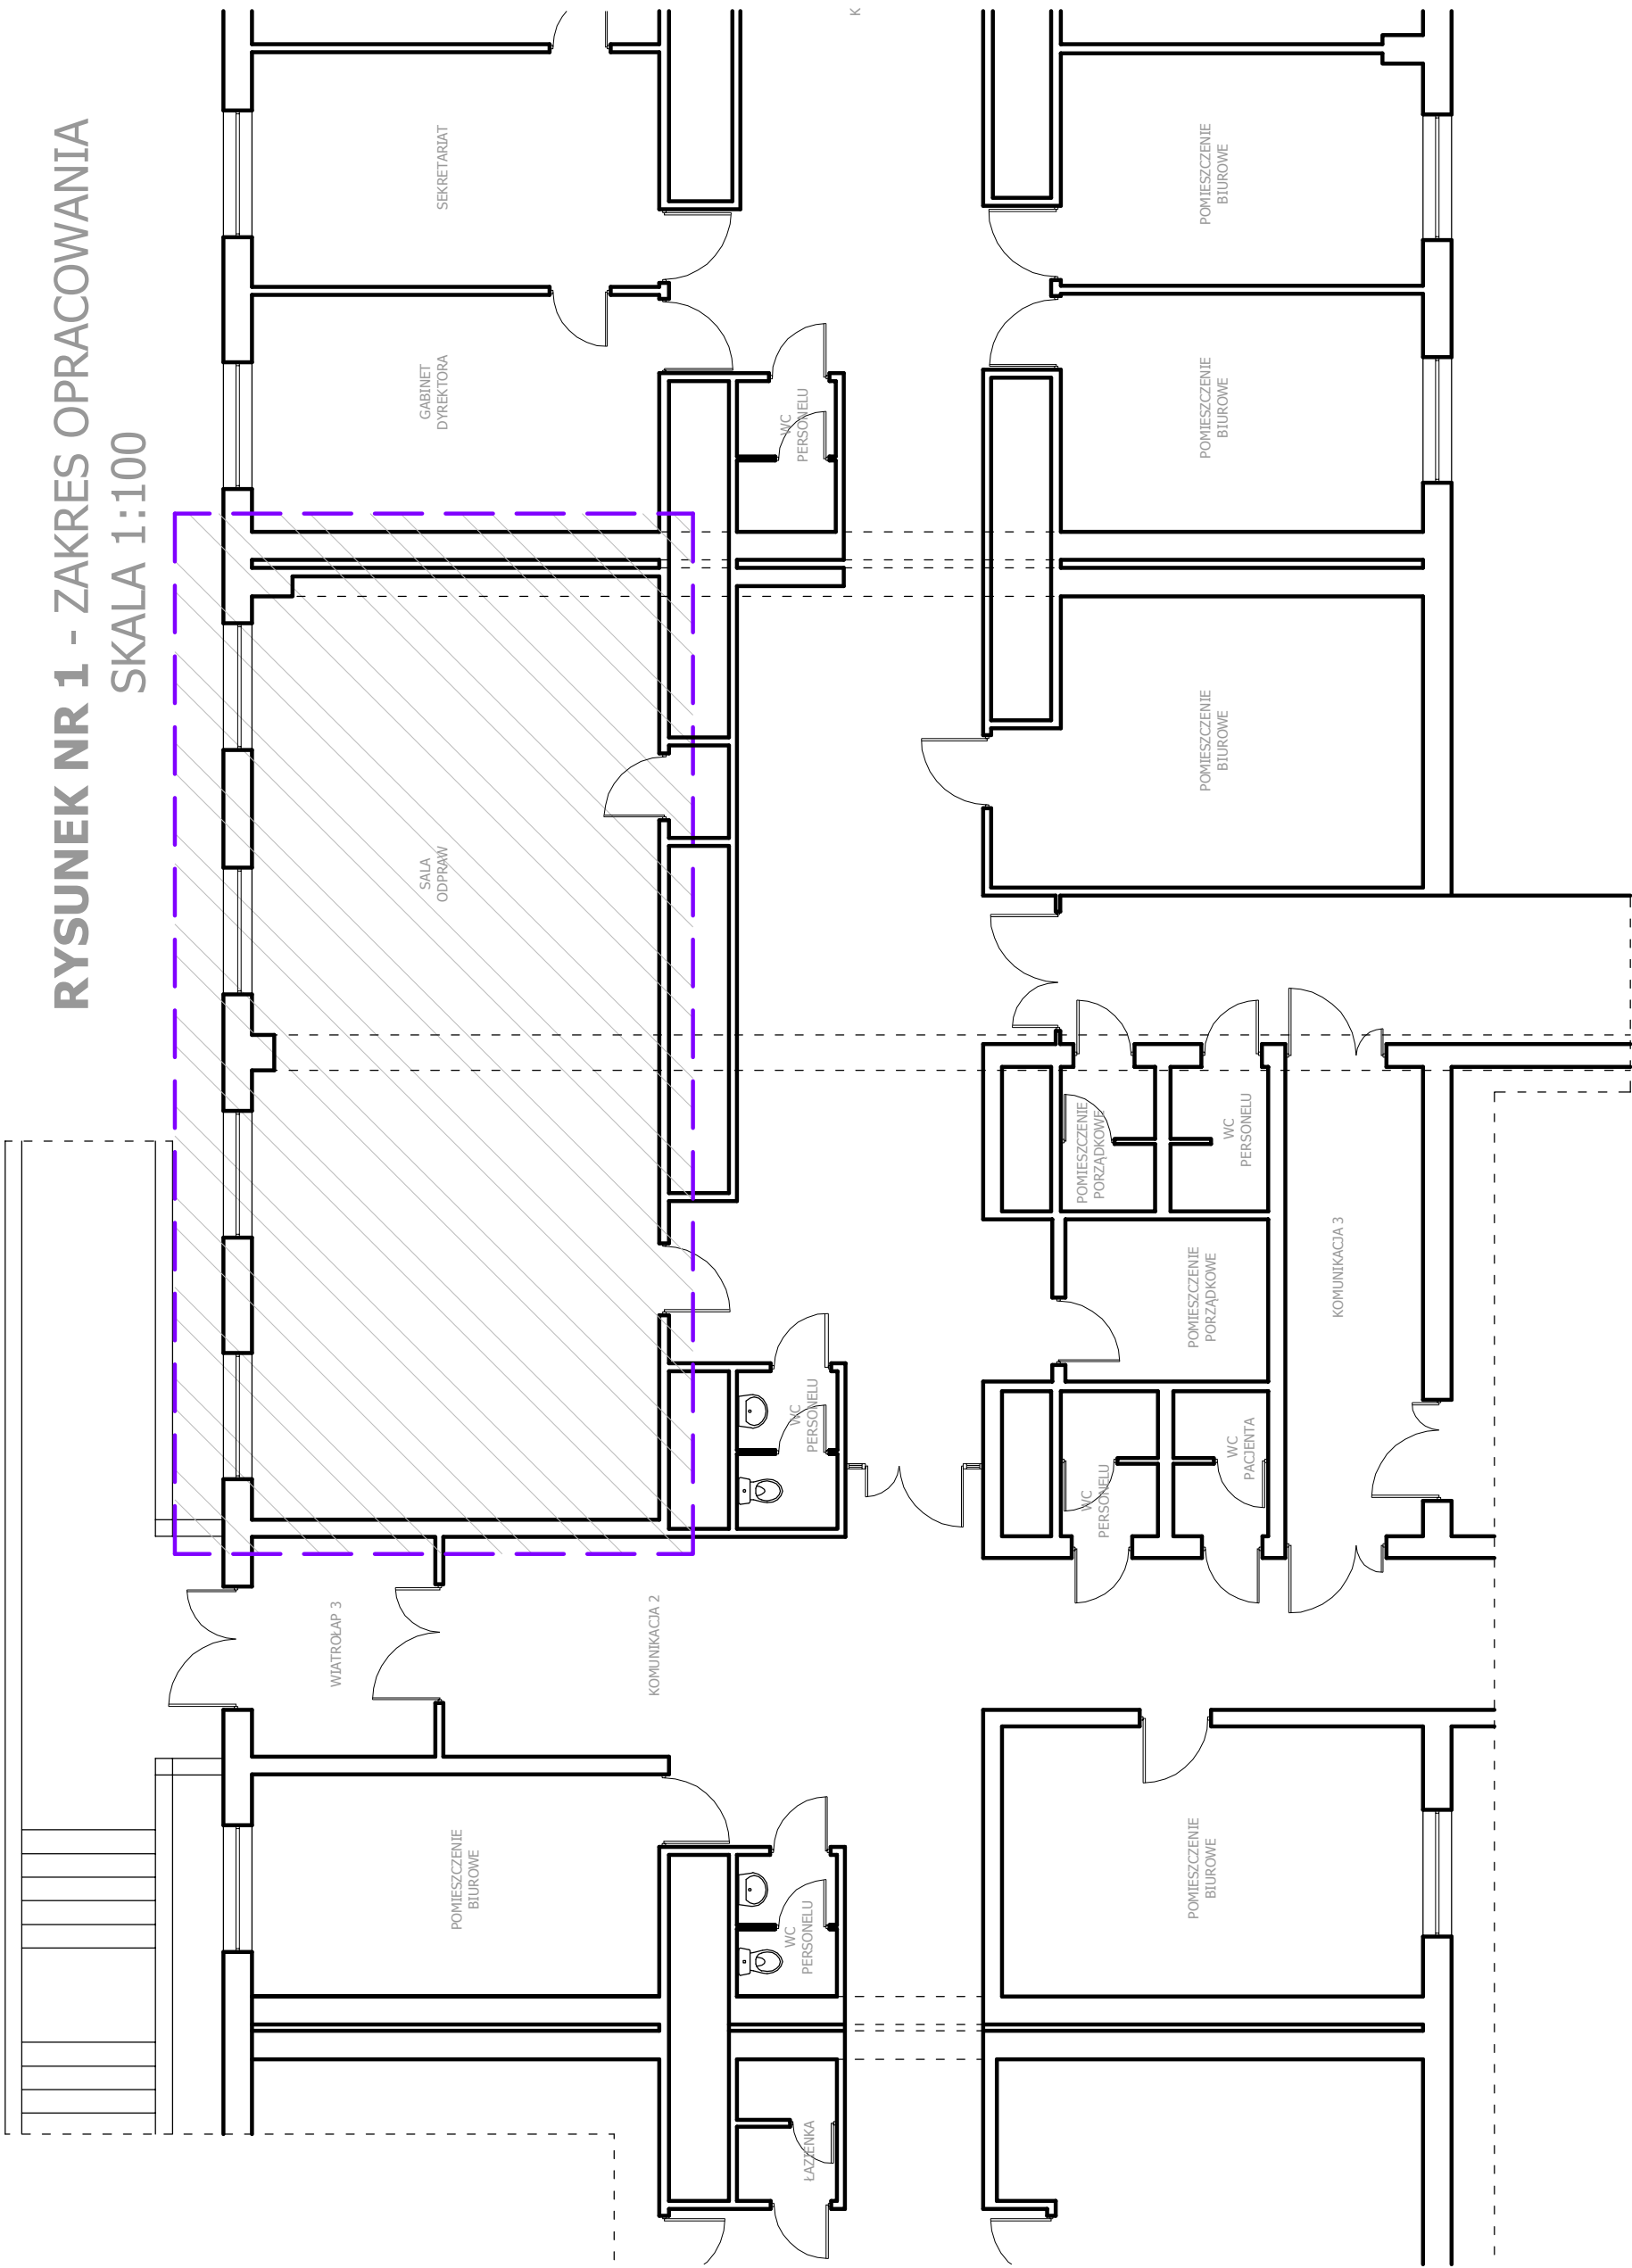 RYSUNEK NR 1 - ZAKRES OPRACOWANIA
SKALA 1:100
SEKRETARIAT
GABINET
DYREKTORA
SALA
ODPRAW
WIATROŁAP 3
KOMUNIKACJA 2
POMIESZCZENIE
BIUROWE
WC
PERSONELU
WC
PERSONELU
WC
PERSONELU
ŁAZIENKA
K
POMIESZCZENIE
BIUROWE
POMIESZCZENIE
BIUROWE
POMIESZCZENIE
BIUROWE
POMIESZCZENIE
PORZĄDKOWE
WC
PERSONELU
POMIESZCZENIE
PORZĄDKOWE
KOMUNIKACJA 3
WC
PERSONELU
WC
PACJENTA
POMIESZCZENIE
BIUROWE